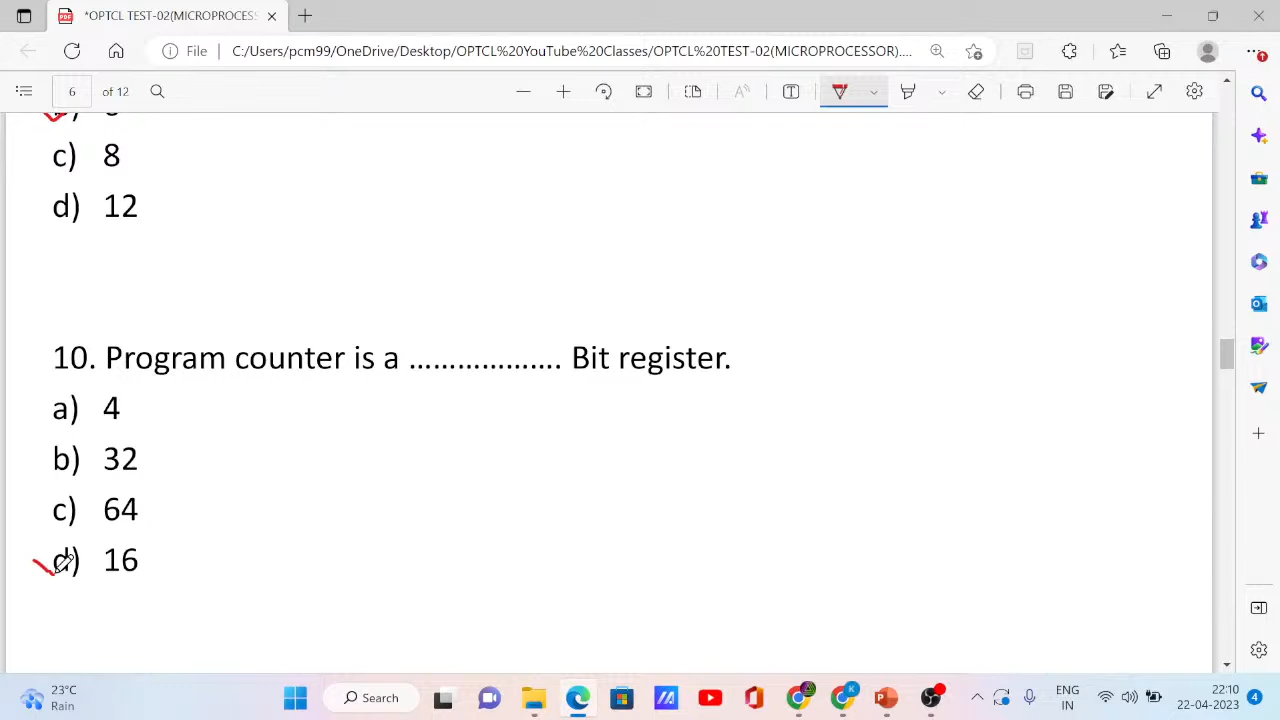 *OPTCL TEST-02(MICROPROCESS
File
C:/Users/pcm99/OneDrive/Desktop/OPTCL%20YouTube%20Classes/OPTCL%20TEST-02(MICROPROCESSOR)....
6 of 12
c) 8
d) 12
10. Program counter is a ................... Bit register.
a) 4
b) 32
c) 64
d) 16
23°C
Rain
Search
ENG
IN
22:10
22-04-2023
4